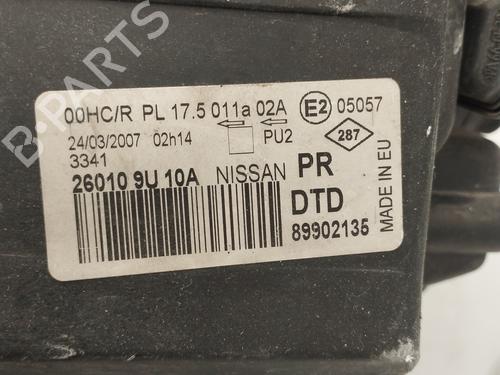 00HC/R PL 17.5 011a 02A E2 05057
24/03/2007 02h14 PU2 287
3341
26010 9U 10A NISSAN PR
DTD
89902135
MADE IN EU
B-PARTS